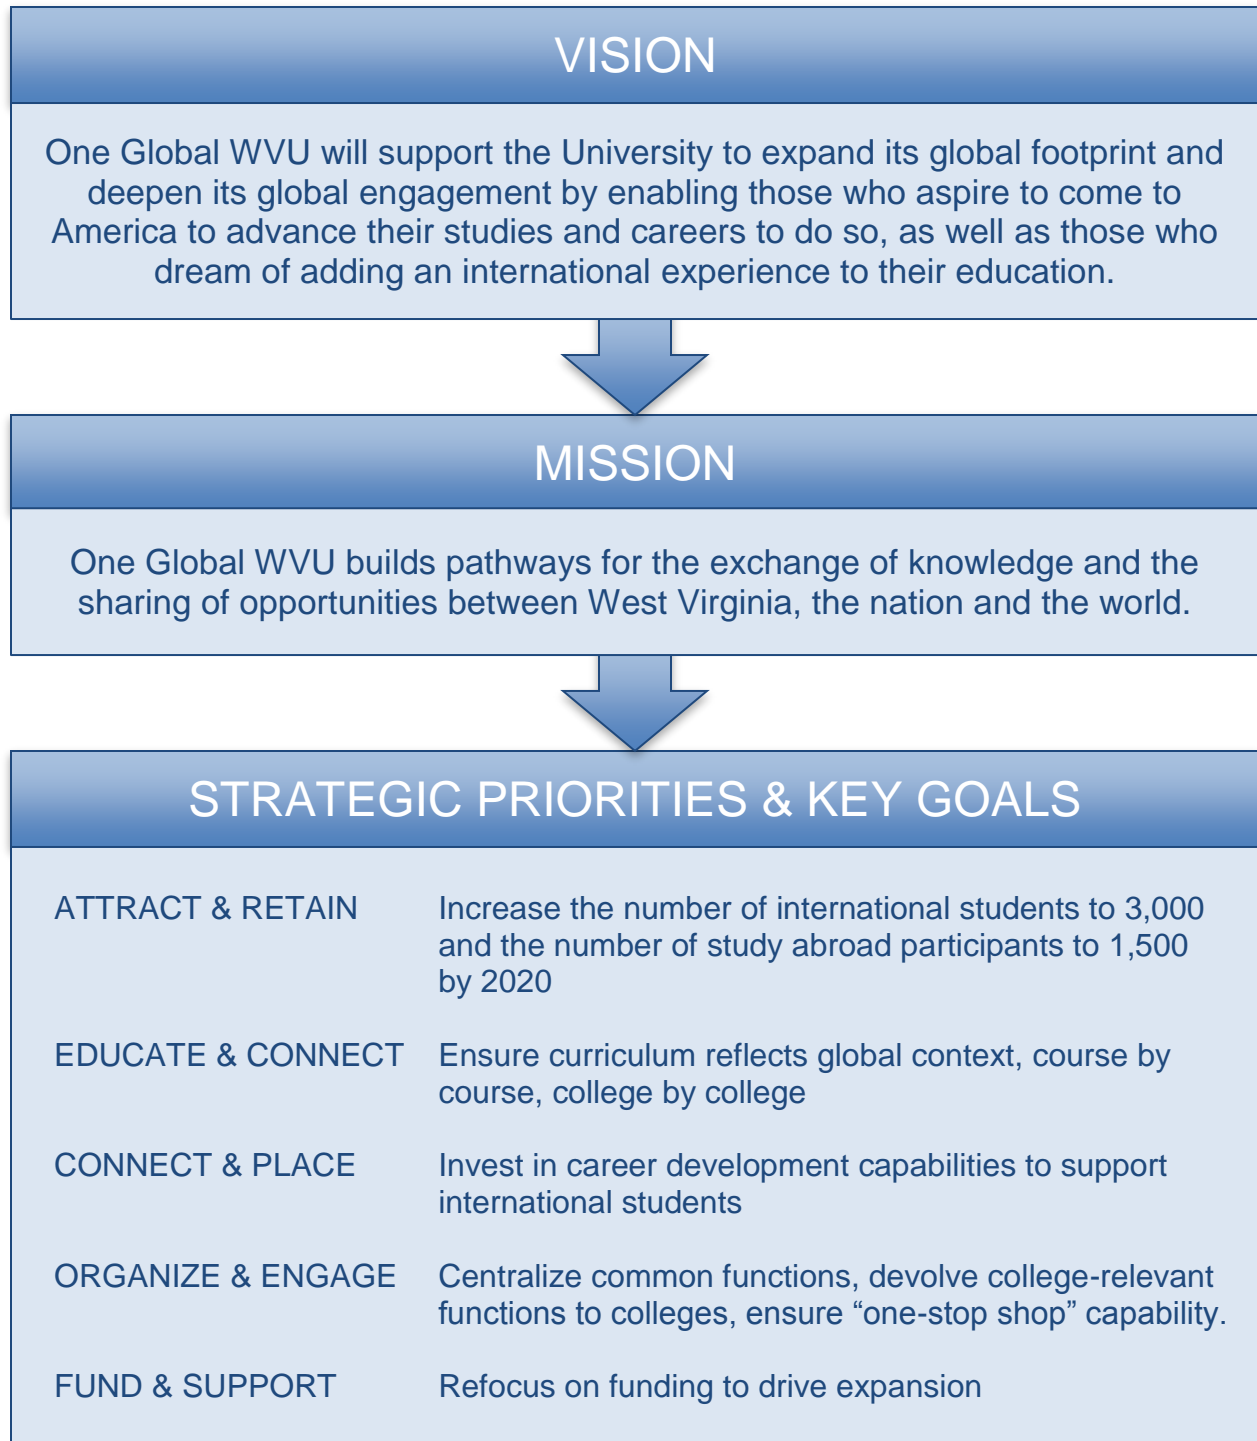 VISION
One Global WVU will support the University to expand its global footprint and
deepen its global engagement by enabling those who aspire to come to
America to advance their studies and careers to do so, as well as those who
dream of adding an international experience to their education.
MISSION
One Global WVU builds pathways for the exchange of knowledge and the
sharing of opportunities between West Virginia, the nation and the world.
STRATEGIC PRIORITIES & KEY GOALS
ATTRACT & RETAIN Increase the number of international students to 3,000
and the number of study abroad participants to 1,500
by 2020
EDUCATE & CONNECT Ensure curriculum reflects global context, course by
course, college by college
CONNECT & PLACE Invest in career development capabilities to support
international students
ORGANIZE & ENGAGE Centralize common functions, devolve college-relevant
functions to colleges, ensure “one-stop shop” capability.
FUND & SUPPORT Refocus on funding to drive expansion